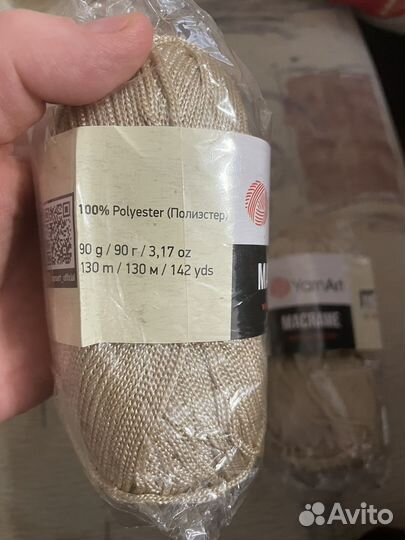 100% Polyester (Полиэстер)
90 g / 90 г / 3,17 oz
130 m / 130 м / 142 yds
YarnArt
MACRAME
Avito